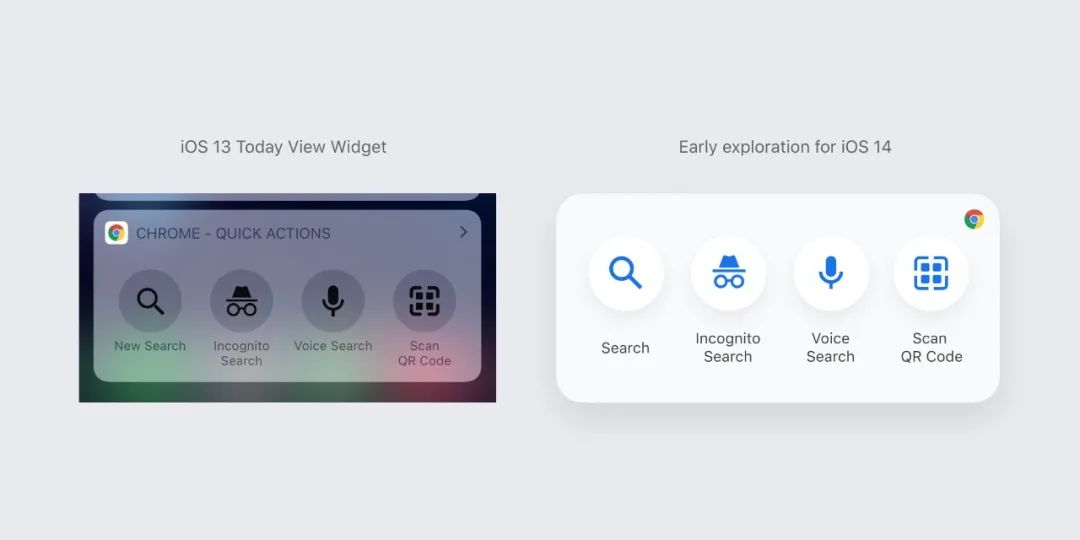 iOS 13 Today View Widget
Early exploration for iOS 14
CHROME - QUICK ACTIONS
New Search
Incognito
Search
Voice Search
Scan
QR Code
Search
Incognito
Search
Voice
Search
Scan
QR Code